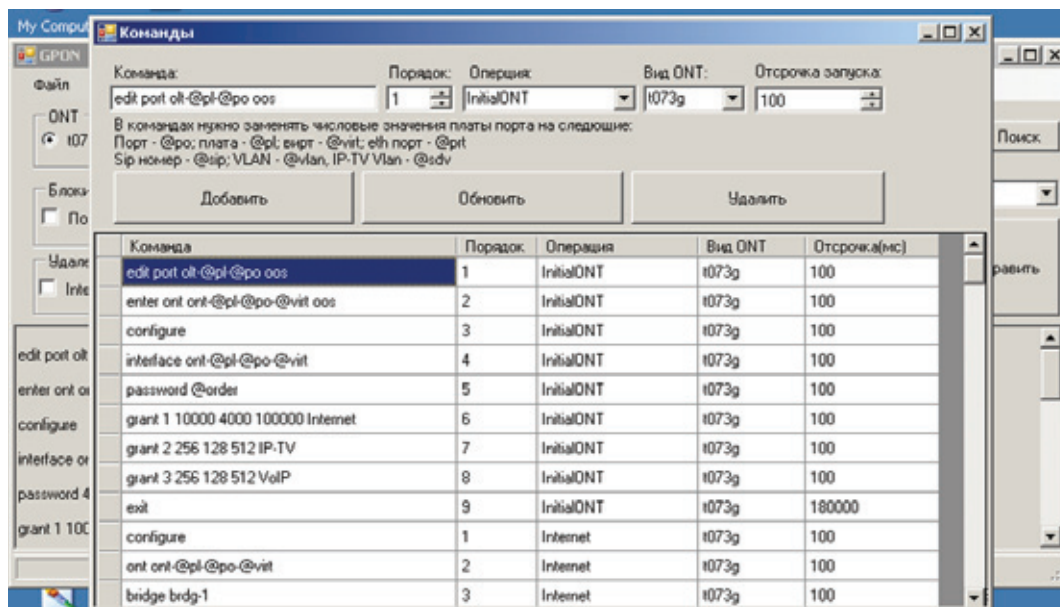 My Comput
Команды
GPON
Файл
ONT
t07
Поиск
Блоки
По
Удале
Inte
равить
Команда: Порядок: Оперция: Вид ONT: Отсрочка запуска:
edit port olt-@pl-@po oos 1 InitialONT t073g 100
В командах нужно заменять числовые значения платы порта на следующие:
Порт - @po; плата - @pl; вирт - @virt; eth порт - @prt
Sip номер - @sip; VLAN - @vlan, IP-TV Vlan - @sdv
Добавить Обновить Удалить
Команда Порядок Операция Вид ONT Отсрочка(мс)
edit port olt-@pl-@po oos 1 InitialONT t073g 100
enter ont ont-@pl-@po-@virt oos 2 InitialONT t073g 100
configure 3 InitialONT t073g 100
interface ont-@pl-@po-@virt 4 InitialONT t073g 100
password @order 5 InitialONT t073g 100
grant 1 10000 4000 100000 Internet 6 InitialONT t073g 100
grant 2 256 128 512 IP-TV 7 InitialONT t073g 100
grant 3 256 128 512 VoIP 8 InitialONT t073g 100
exit 9 InitialONT t073g 180000
configure 1 Internet t073g 100
ont ont-@pl-@po-@virt 2 Internet t073g 100
bridge brdg-1 3 Internet t073g 100
edit port olt
enter ont o
configure
interface or
password 4
grant 1 100